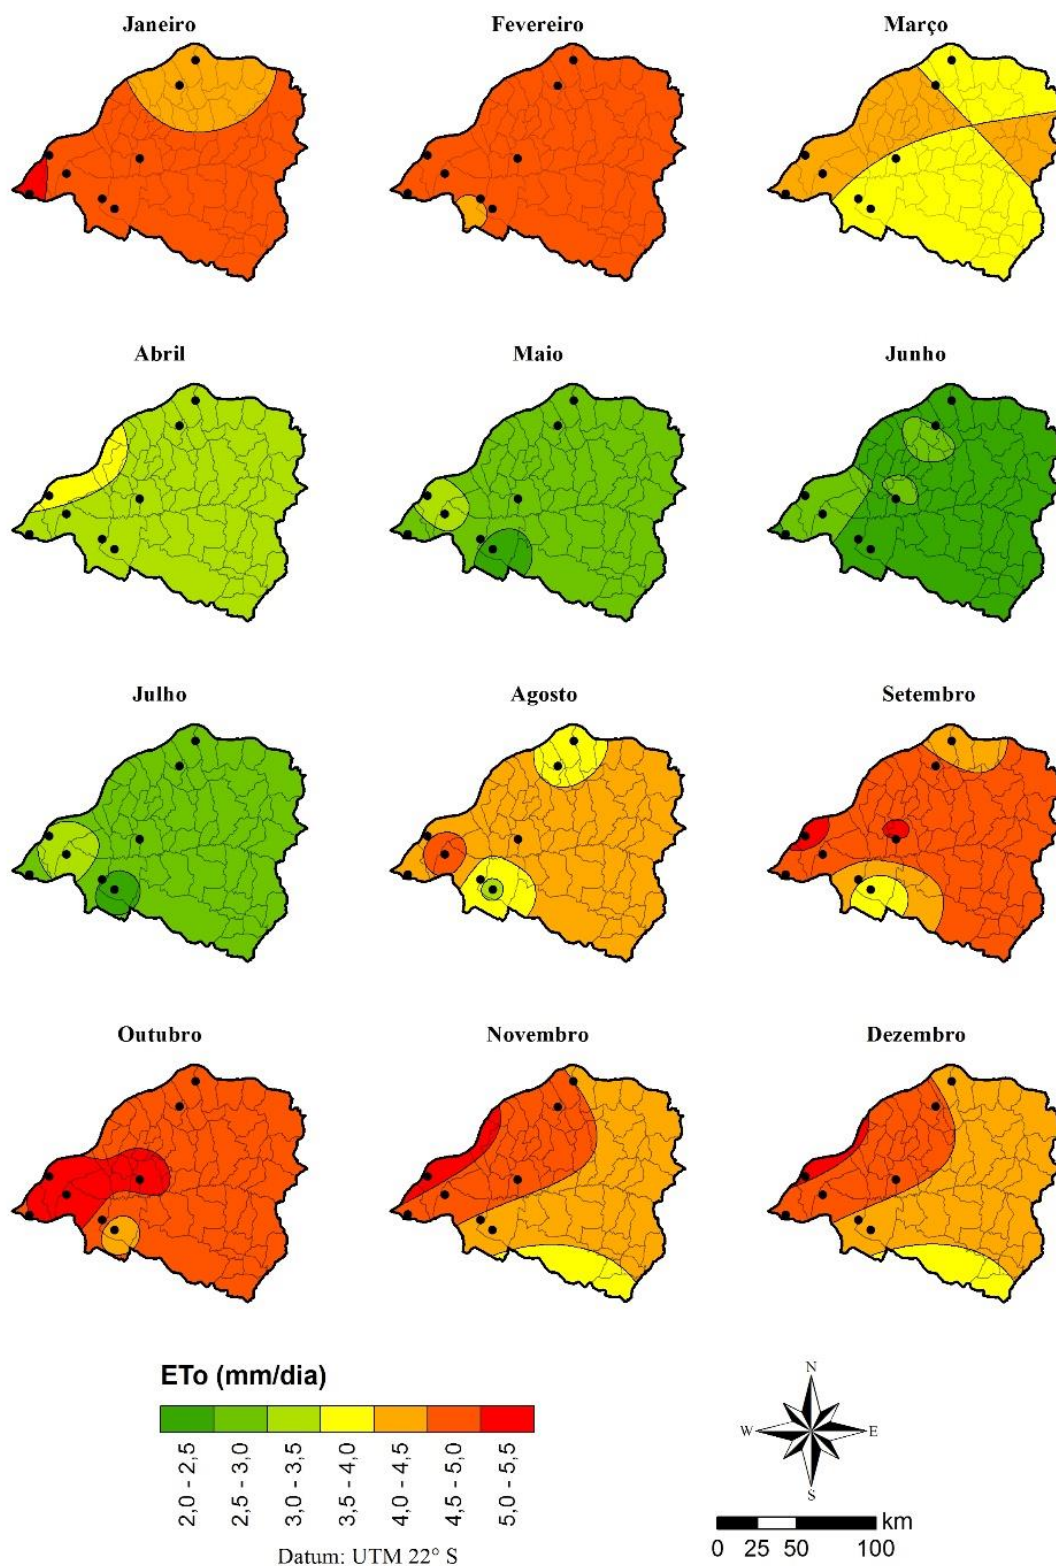 Janeiro
Fevereiro
Março
Abril
Maio
Junho
Julho
Agosto
Setembro
Outubro
Novembro
Dezembro
ETo (mm/dia)
2,0 - 2,5
2,5 - 3,0
3,0 - 3,5
3,5 - 4,0
4,0 - 4,5
4,5 - 5,0
5,0 - 5,5
Datum: UTM 22° S
N
W
E
S
km
0 25 50 100